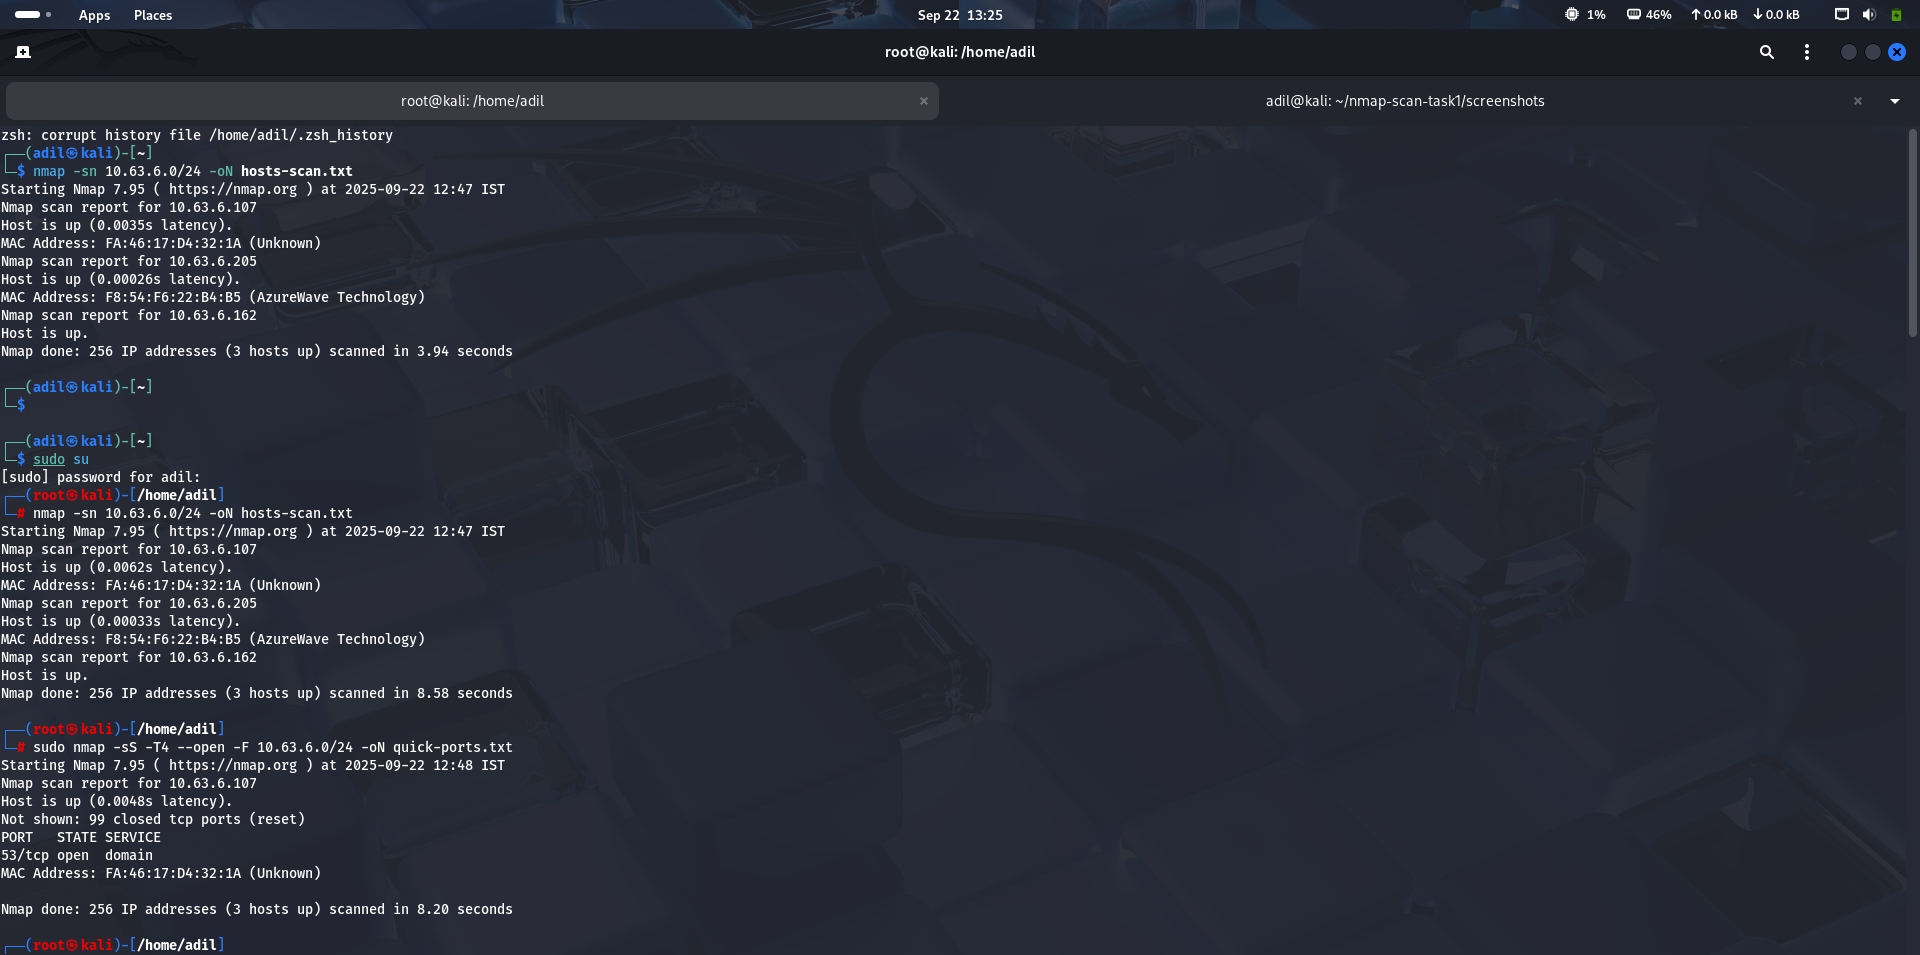 Apps Places Sep 22 13:25 1% 46% 0.0 kB 0.0 kB
root@kali: /home/adil
root@kali: /home/adil adil@kali: ~/nmap-scan-task1/screenshots
zsh: corrupt history file /home/adil/.zsh_history
┌──(adil㉿kali)-[~]
└─$ nmap -sn 10.63.6.0/24 -oN hosts-scan.txt
Starting Nmap 7.95 ( https://nmap.org ) at 2025-09-22 12:47 IST
Nmap scan report for 10.63.6.107
Host is up (0.0035s latency).
MAC Address: FA:46:17:D4:32:1A (Unknown)
Nmap scan report for 10.63.6.205
Host is up (0.00026s latency).
MAC Address: F8:54:F6:22:B4:B5 (AzureWave Technology)
Nmap scan report for 10.63.6.162
Host is up.
Nmap done: 256 IP addresses (3 hosts up) scanned in 3.94 seconds
┌──(adil㉿kali)-[~]
└─$
┌──(adil㉿kali)-[~]
└─$ sudo su
[sudo] password for adil:
┌──(root㉿kali)-[/home/adil]
└─# nmap -sn 10.63.6.0/24 -oN hosts-scan.txt
Starting Nmap 7.95 ( https://nmap.org ) at 2025-09-22 12:47 IST
Nmap scan report for 10.63.6.107
Host is up (0.0062s latency).
MAC Address: FA:46:17:D4:32:1A (Unknown)
Nmap scan report for 10.63.6.205
Host is up (0.00033s latency).
MAC Address: F8:54:F6:22:B4:B5 (AzureWave Technology)
Nmap scan report for 10.63.6.162
Host is up.
Nmap done: 256 IP addresses (3 hosts up) scanned in 8.58 seconds
┌──(root㉿kali)-[/home/adil]
└─# sudo nmap -sS -T4 --open -F 10.63.6.0/24 -oN quick-ports.txt
Starting Nmap 7.95 ( https://nmap.org ) at 2025-09-22 12:48 IST
Nmap scan report for 10.63.6.107
Host is up (0.0048s latency).
Not shown: 99 closed tcp ports (reset)
PORT   STATE SERVICE
53/tcp open  domain
MAC Address: FA:46:17:D4:32:1A (Unknown)
Nmap done: 256 IP addresses (3 hosts up) scanned in 8.20 seconds
┌──(root㉿kali)-[/home/adil]